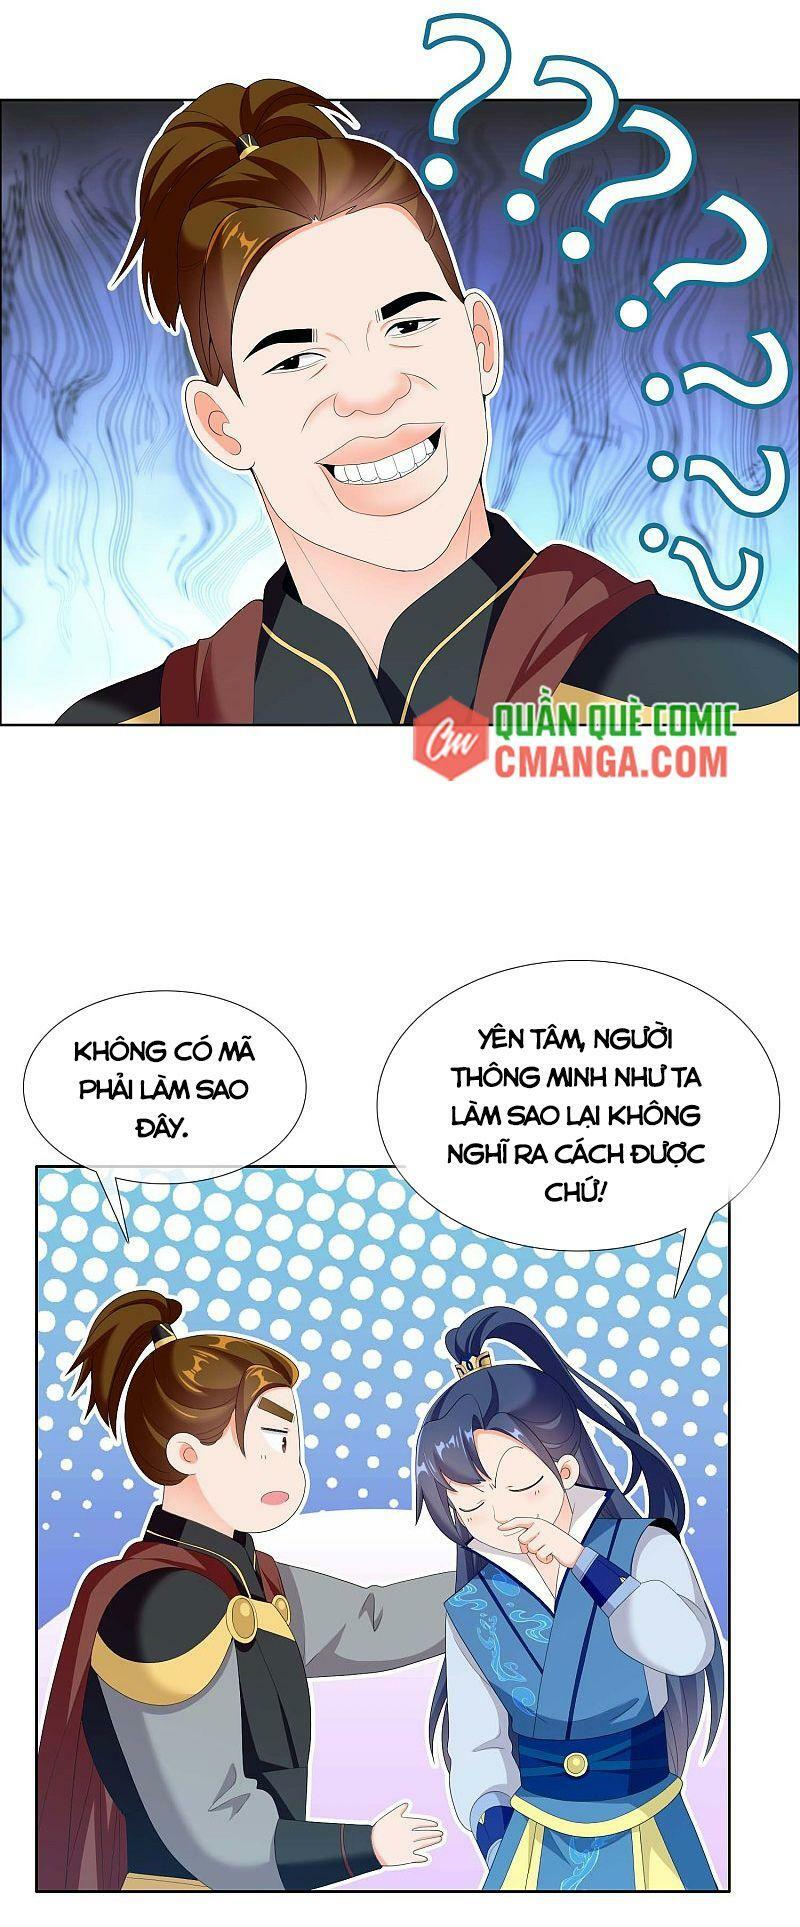 ? ? ? ? ? ? ?
Cm
QUẦN QUÈ COMIC
CMANGA.COM
KHÔNG CÓ MÃ
PHẢI LÀM SAO
ĐÂY.
YÊN TÂM, NGƯỜI
THÔNG MINH NHƯ TA
LÀM SAO LẠI KHÔNG
NGHĨ RA CÁCH ĐƯỢC
CHỨ!